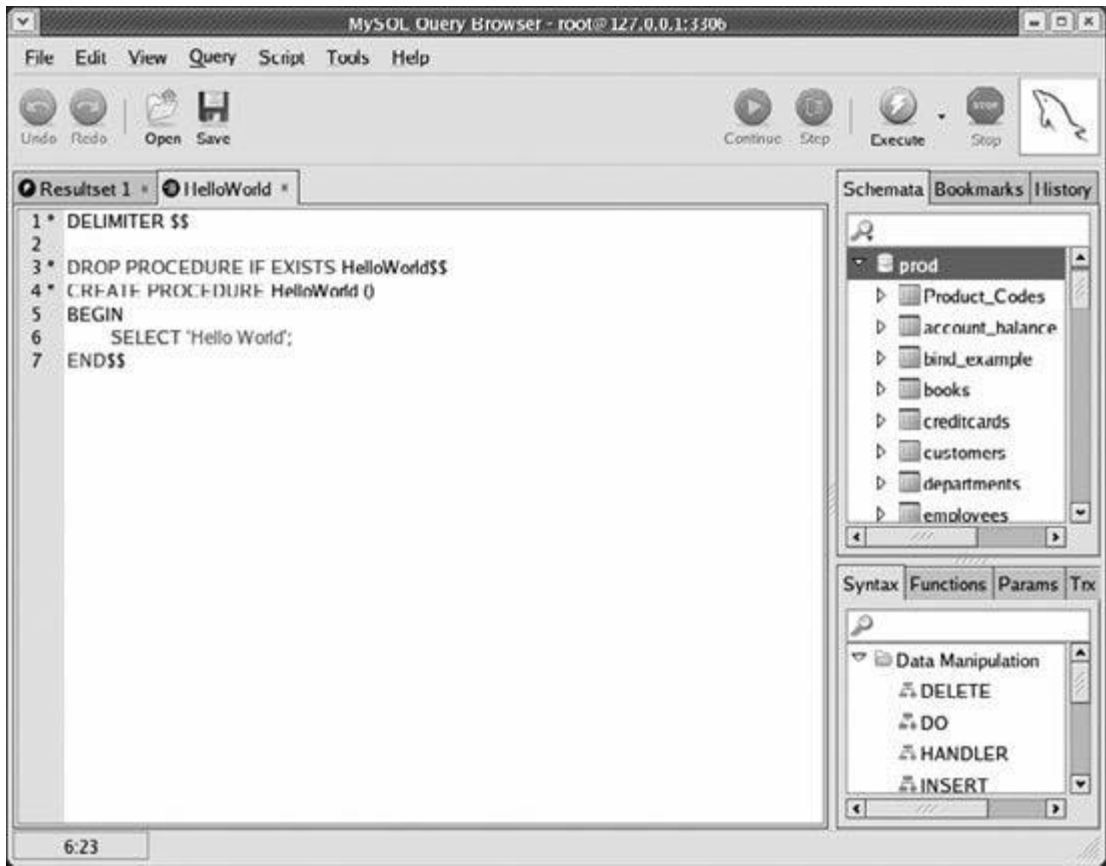 MySQL Query Browser - root@127.0.0.1:3306
File Edit View Query Script Tools Help
Undo Redo Open Save Continue Step Execute Stop
STOP
Resultset 1 HelloWorld
1 * DELIMITER $$
2
3 * DROP PROCEDURE IF EXISTS HelloWorld$$
4 * CREATE PROCEDURE HelloWorld ()
5 BEGIN
6 SELECT 'Hello World';
7 END$$
Schemata Bookmarks History
prod
Product_Codes
account_balance
bind_example
books
creditcards
customers
departments
employees
Syntax Functions Params Trx
Data Manipulation
DELETE
DO
HANDLER
INSERT
6:23